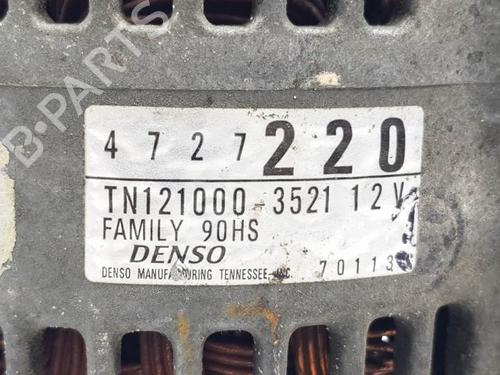 B-PARTS
4727220
TN121000-3521 12V
FAMILY 90HS
DENSO
DENSO MANUFACTURING TENNESSEE, INC. 70113